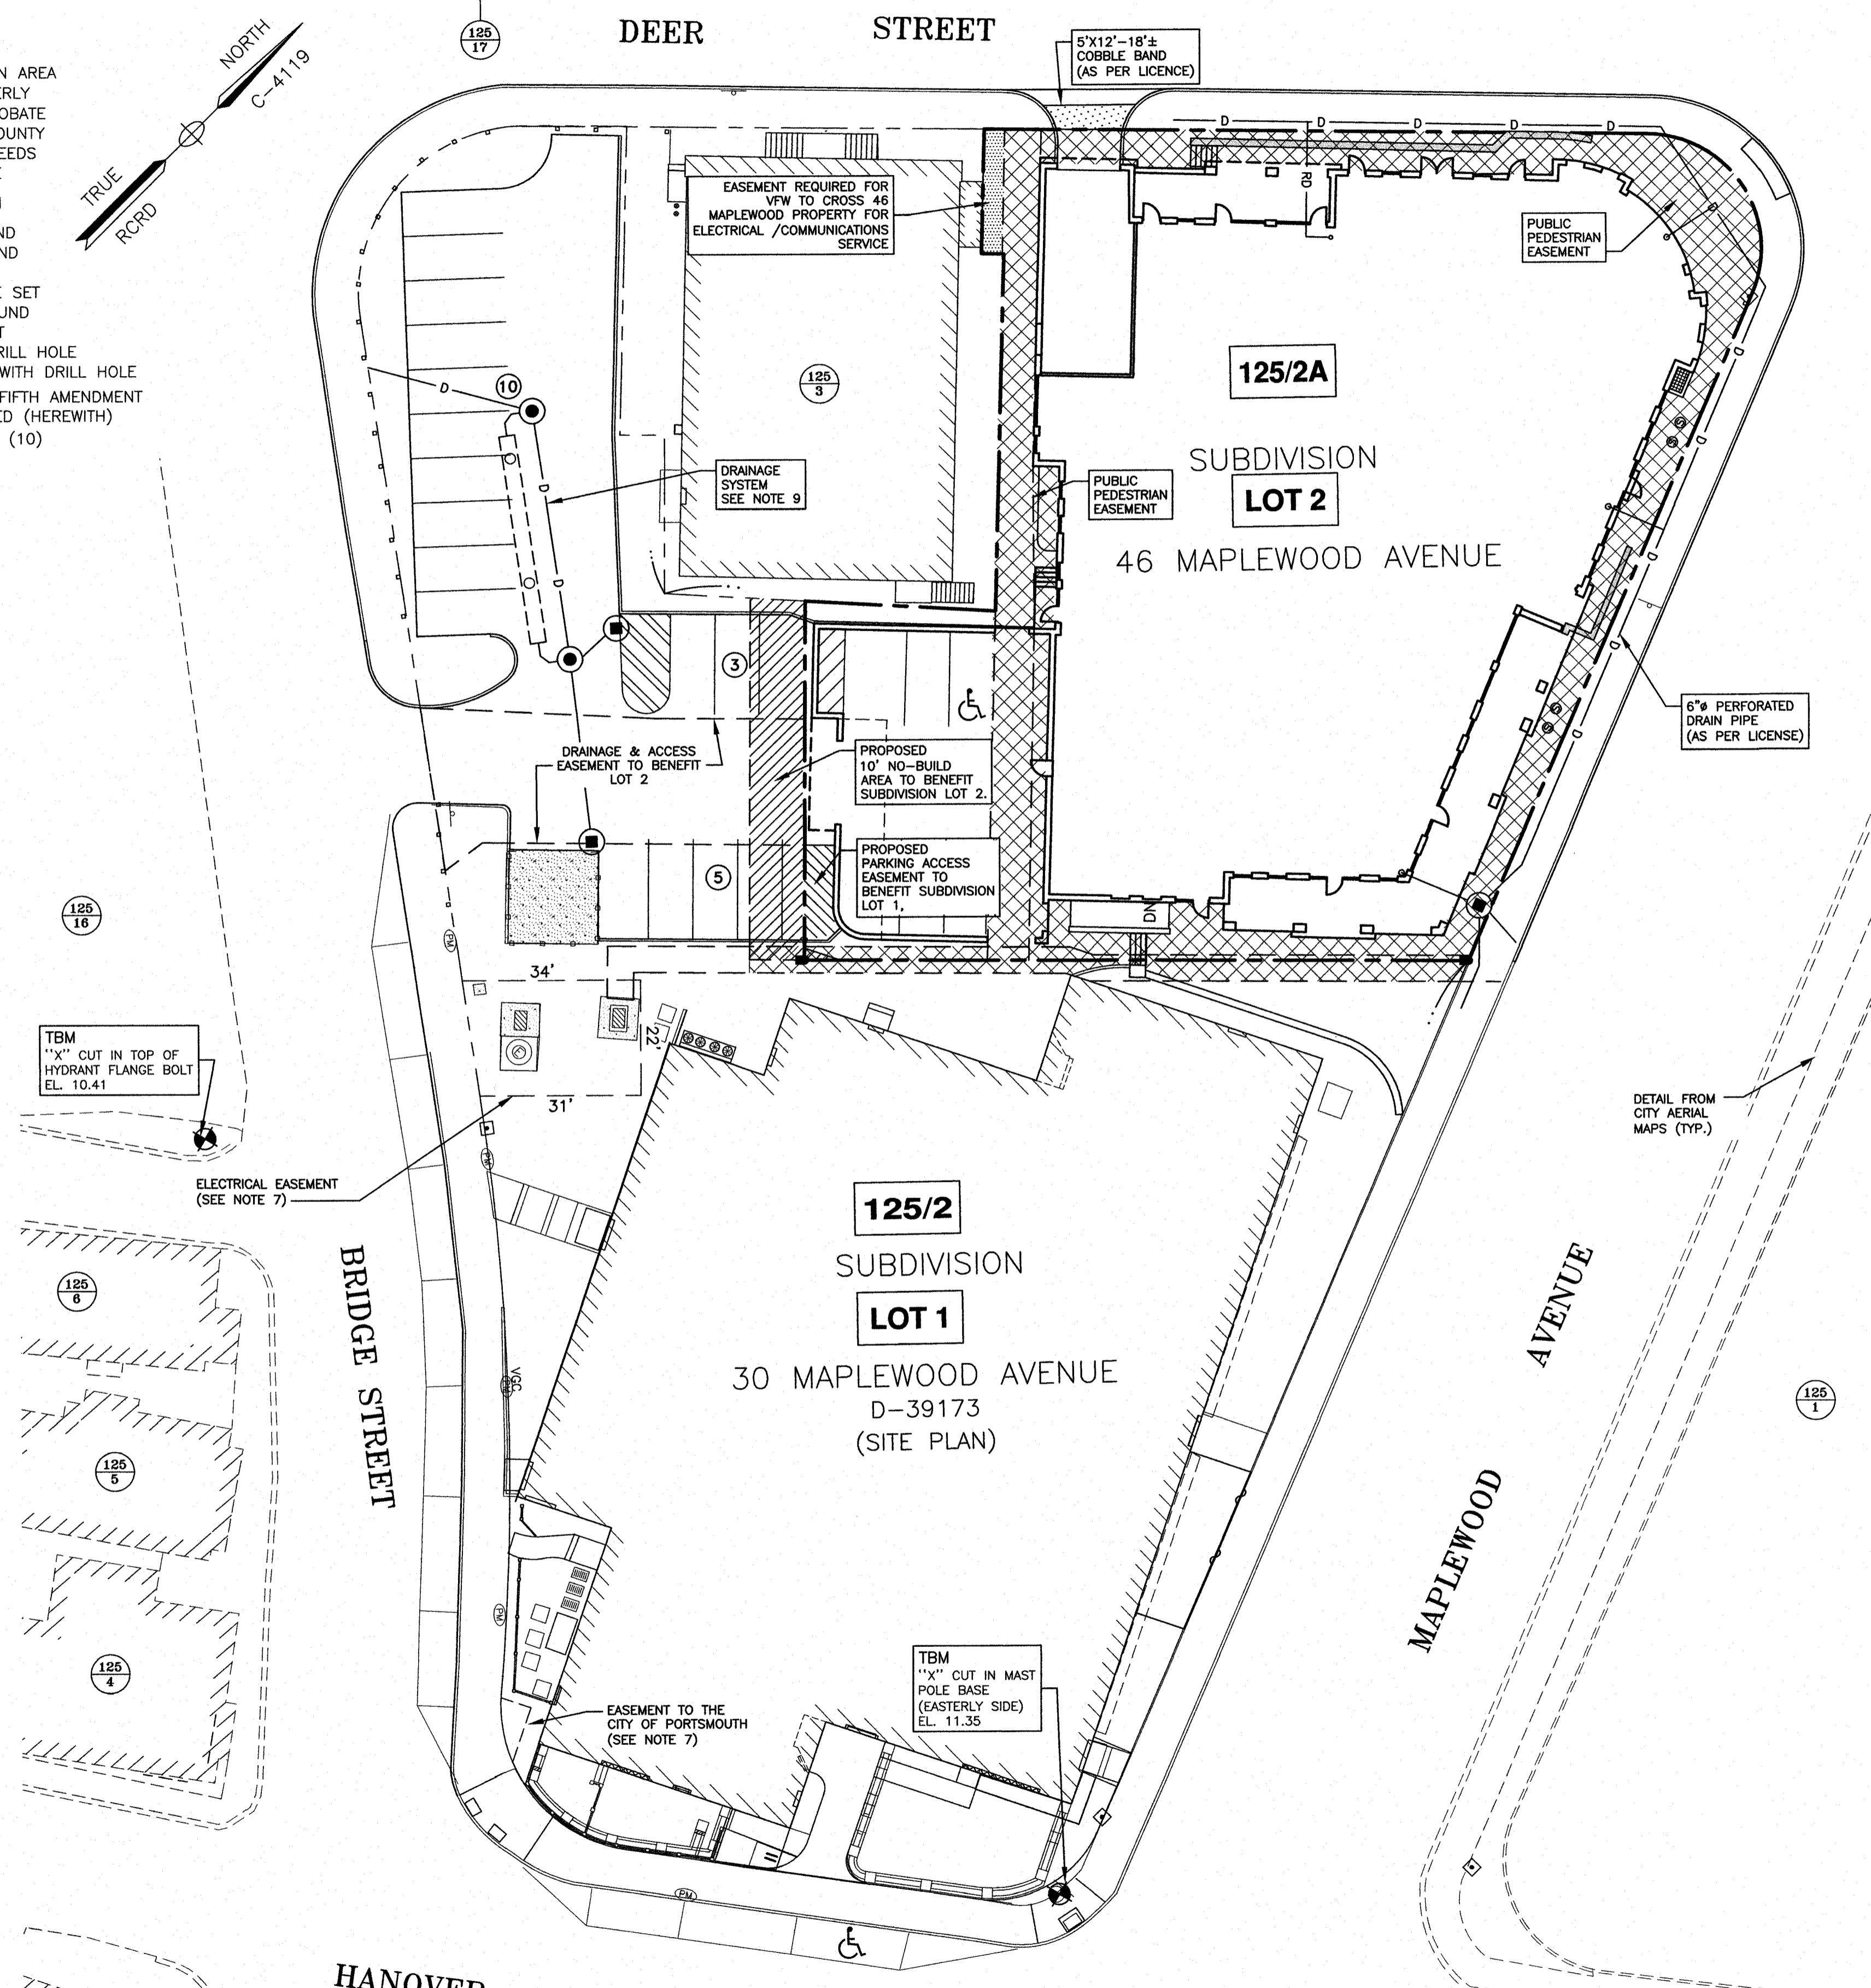 DEER STREET
125
17
NORTH
C-4119
TRUE
RCRD
N AREA
ERLY
OBATE
OUNTY
EEDS
ND
ND
E SET
UND
T
RILL HOLE
WITH DRILL HOLE
FIFTH AMENDMENT
ED (HEREWITH)
(10)
5'X12'-18'±
COBBLE BAND
(AS PER LICENCE)
D
D
D
D
D
RD
EASEMENT REQUIRED FOR
VFW TO CROSS 46
MAPLEWOOD PROPERTY FOR
ELECTRICAL /COMMUNICATIONS
SERVICE
PUBLIC
PEDESTRIAN
EASEMENT
D
D
125
3
125/2A
SUBDIVISION
LOT 2
46 MAPLEWOOD AVENUE
D
10
D
D
DRAINAGE
SYSTEM
SEE NOTE 9
PUBLIC
PEDESTRIAN
EASEMENT
S
S
D
D
D
D
S
S
3
6"ø PERFORATED
DRAIN PIPE
(AS PER LICENSE)
DRAINAGE & ACCESS
EASEMENT TO BENEFIT
LOT 2
PROPOSED
10' NO-BUILD
AREA TO BENEFIT
SUBDIVISION LOT 2.
PROPOSED
PARKING ACCESS
EASEMENT TO
BENEFIT SUBDIVISION
LOT 1,
5
DN
125
16
PM
34'
22'
31'
TBM
"X" CUT IN TOP OF
HYDRANT FLANGE BOLT
EL. 10.41
DETAIL FROM
CITY AERIAL
MAPS (TYP.)
PM
ELECTRICAL EASEMENT
(SEE NOTE 7)
125/2
SUBDIVISION
LOT 1
30 MAPLEWOOD AVENUE
D-39173
(SITE PLAN)
125
6
BRIDGE STREET
VGC
PM
MAPLEWOOD AVENUE
125
1
125
5
PM
125
4
TBM
"X" CUT IN MAST
POLE BASE
(EASTERLY SIDE)
EL. 11.35
EASEMENT TO THE
CITY OF PORTSMOUTH
(SEE NOTE 7)
PM
HANOVER